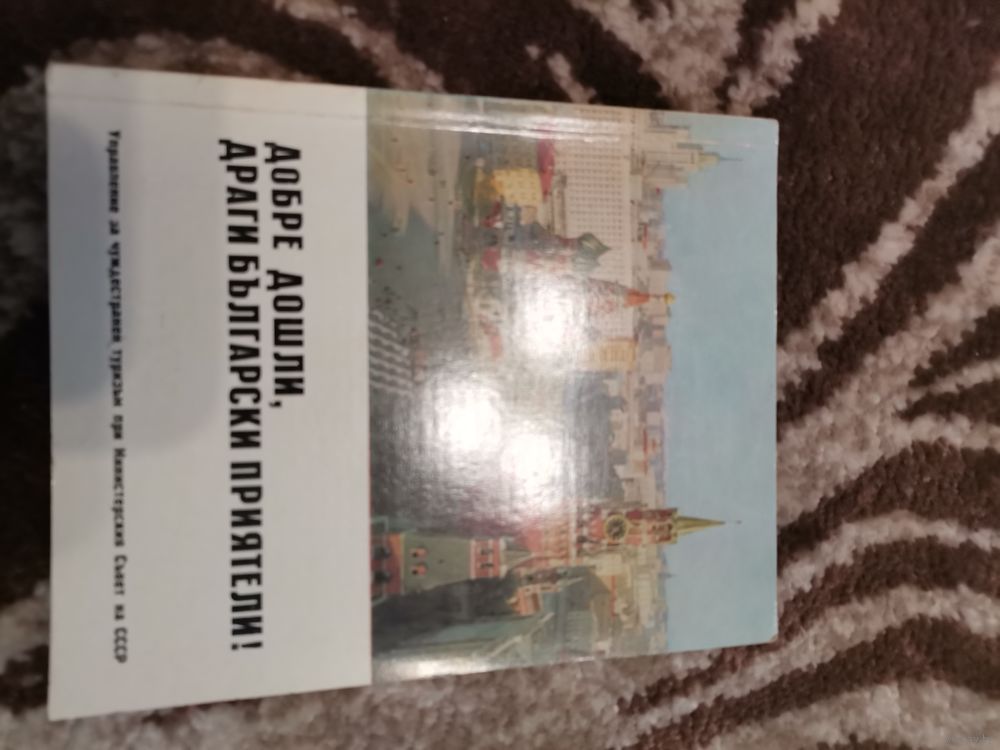 ДОБРЕ ДОШЛИ,
ДРАГИ БЪЛГАРСКИ ПРИЯТЕЛИ!
Управление за чуждестранен туризъм при Министерския Съвет на СССР